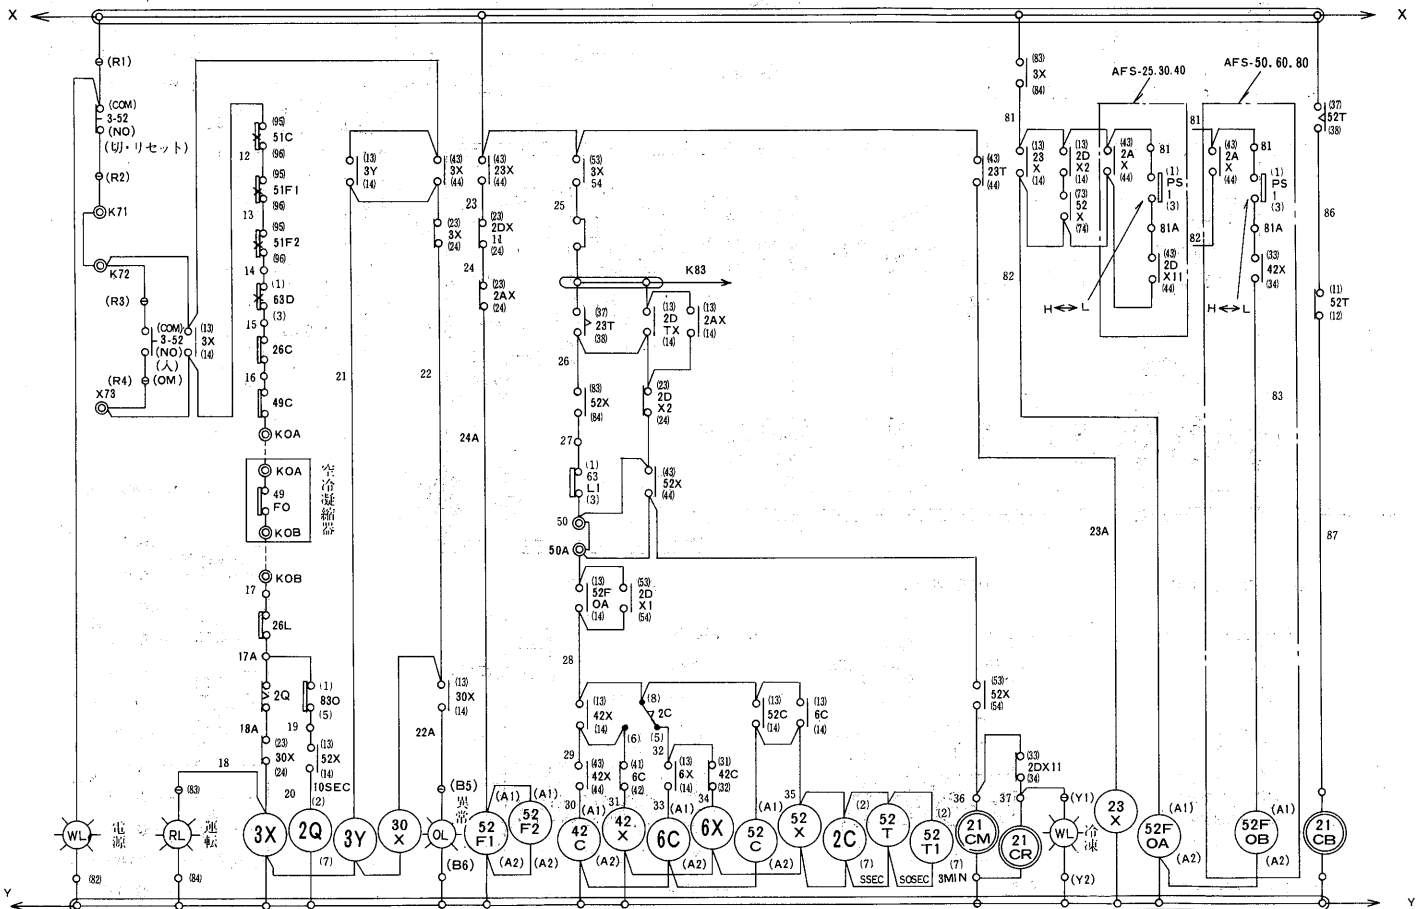 X
X
(R1)
(COM)
3-52
(NO)
(切・リセット)
(R2)
K71
K72
(R3)
(COM)
3-52
(NO)
(入)
(R4)
(OM)
X73
(13)
3X
(14)
12
(95)
51C
(96)
(95)
51F1
(96)
13
(95)
51F2
(96)
14
(1)
63D
(3)
15
26C
16
49C
KOA
KOA
49
FO
KOB
空冷凝縮器
KOB
17
26L
17A
2Q
18A
(23)
30X
(24)
18
(1)
83O
(5)
19
(13)
52X
(14)
10SEC
20
(2)
(7)
(83)
(84)
(82)
WL
電源
RL
運転
3X
2Q
3Y
30
X
(13)
3Y
(14)
21
(43)
3X
(44)
(23)
3X
(24)
22
(13)
30X
(14)
22A
(B5)
異常
OL
(B6)
(43)
23X
(44)
23
(23)
2DX
11
(24)
24
(23)
2AX
(24)
24A
52
F1
(A1)
(A2)
52
F2
(A1)
(A2)
(53)
3X
54
25
K83
(37)
23T
(38)
(13)
2D
TX
(14)
(13)
2AX
(14)
26
(83)
52X
(84)
(23)
2D
X2
(24)
27
(1)
63
L1
(3)
(43)
52X
(44)
50
50A
(13)
52F
OA
(14)
(53)
2D
X1
(54)
28
(13)
42X
(14)
(8)
2C
(6)
(5)
32
(13)
52C
(14)
(13)
6C
(14)
29
(43)
42X
(44)
(41)
6C
(42)
(13)
6X
(14)
(31)
42C
(32)
30
(A1)
31
33
(A1)
34
(A1)
35
(2)
(2)
42
C
(A2)
42
X
6C
(A2)
6X
52
C
(A2)
52
X
2C
(7)
5SEC
52
T
5OSEC
52
T1
(7)
3MIN
(43)
23T
(44)
(53)
52X
(54)
(33)
2DX11
(34)
36
37
(Y1)
21
CM
21
CR
WL
冷凍
(Y2)
23A
23
X
(83)
3X
(84)
81
(13)
23
X
(14)
(13)
2D
X2
(14)
(73)
52
X
(74)
82
AFS-25.30.40
(43)
2A
X
(44)
81
(1)
PS
1
(3)
81A
(43)
2D
X11
(44)
H↔L
AFS-50.60.80
81
(43)
2A
X
(44)
82
81
(1)
PS
1
(3)
81A
(33)
42X
(34)
H↔L
83
52F
OA
(A1)
(A2)
52F
OB
(A1)
(A2)
(37)
52T
(38)
86
(11)
52T
(12)
87
21
CB
Y
Y